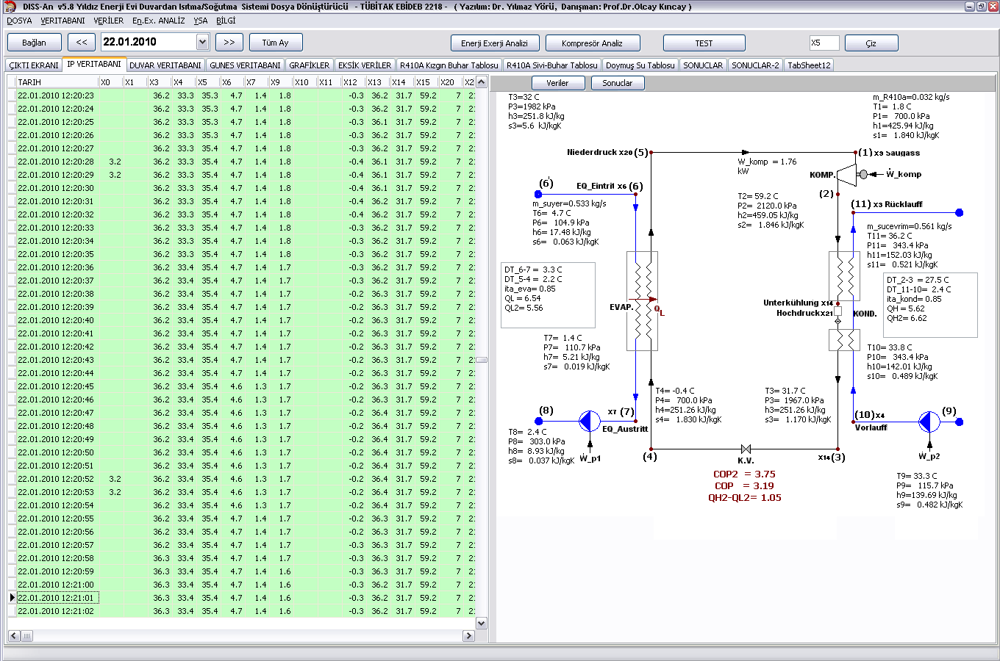 DISS-An v5.8 Yıldız Enerji Evi Duvardan Isıtma/Soğutma Sistemi Dosya Dönüştürücü - TÜBİTAK EBİDEB 2218 - ( Yazılım: Dr. Yılmaz Yörü, Danışman: Prof.Dr.Olcay Kıncay )
DOSYA VERITABANI VERİLER En.Ex. ANALİZ YSA BİLGİ
Bağlan << 22.01.2010 >> Tüm Ay Enerji Exerji Analizi Kompresör Analiz TEST X5 Çiz
ÇIKTI EKRANI IP VERITABANI DUVAR VERITABANI GUNES VERITABANI GRAFİKLER EKSİK VERİLER R410A Kızgın Buhar Tablosu R410A Sivi-Buhar Tablosu Doymuş Su Tablosu SONUCLAR SONUCLAR-2 TabSheet12
TARIH X0 X1 X3 X4 X5 X6 X7 X9 X10 X11 X12 X13 X14 X15 X20 X2
22.01.2010 12:20:23 36.2 33.3 35.3 4.7 1.4 1.8 -0.3 36.2 31.7 59.2 7 21
22.01.2010 12:20:24 36.2 33.3 35.3 4.7 1.4 1.8 -0.3 36.2 31.7 59.2 7 21
22.01.2010 12:20:25 36.2 33.3 35.3 4.7 1.4 1.8 -0.3 36.1 31.7 59.2 7 21
22.01.2010 12:20:26 36.2 33.3 35.3 4.7 1.4 1.8 -0.3 36.2 31.7 59.2 7 21
22.01.2010 12:20:27 36.2 33.4 35.4 4.7 1.4 1.8 -0.3 36.2 31.7 59.2 7 21
22.01.2010 12:20:28 3.2 36.2 33.4 35.4 4.7 1.4 1.8 -0.4 36.1 31.7 59.2 7 21
22.01.2010 12:20:29 3.2 36.2 33.4 35.4 4.7 1.4 1.8 -0.4 36.1 31.7 59.2 7 21
22.01.2010 12:20:30 36.2 33.4 35.4 4.7 1.4 1.8 -0.4 36.1 31.7 59.2 7 21
22.01.2010 12:20:31 36.2 33.4 35.4 4.7 1.4 1.8 -0.4 36.2 31.7 59.2 7 21
22.01.2010 12:20:32 36.2 33.4 35.4 4.7 1.4 1.8 -0.4 36.2 31.7 59.2 7 21
22.01.2010 12:20:33 36.2 33.4 35.4 4.7 1.4 1.8 -0.3 36.2 31.7 59.2 7 21
22.01.2010 12:20:34 36.2 33.4 35.4 4.7 1.4 1.8 -0.3 36.2 31.7 59.2 7 21
22.01.2010 12:20:35 36.2 33.4 35.4 4.7 1.4 1.8 -0.3 36.2 31.7 59.2 7 21
22.01.2010 12:20:36 36.2 33.4 35.4 4.7 1.4 1.7 -0.3 36.2 31.7 59.2 7 21
22.01.2010 12:20:37 36.2 33.4 35.4 4.7 1.4 1.7 -0.3 36.2 31.7 59.2 7 21
22.01.2010 12:20:38 36.2 33.4 35.4 4.7 1.4 1.7 -0.2 36.2 31.7 59.2 7 21
22.01.2010 12:20:39 36.2 33.4 35.4 4.7 1.4 1.7 -0.2 36.2 31.7 59.2 7 21
22.01.2010 12:20:40 36.2 33.4 35.4 4.7 1.4 1.7 -0.2 36.2 31.7 59.2 7 21
22.01.2010 12:20:41 36.2 33.4 35.4 4.7 1.4 1.7 -0.2 36.2 31.7 59.2 7 21
22.01.2010 12:20:42 36.2 33.4 35.4 4.7 1.4 1.7 -0.2 36.2 31.7 59.2 7 21
22.01.2010 12:20:43 36.2 33.4 35.4 4.7 1.4 1.7 -0.2 36.2 31.7 59.2 7 21
22.01.2010 12:20:44 36.2 33.4 35.4 4.7 1.4 1.7 -0.2 36.3 31.7 59.2 7 21
22.01.2010 12:20:45 36.2 33.4 35.4 4.6 1.3 1.7 -0.2 36.3 31.7 59.2 7 21
22.01.2010 12:20:46 36.2 33.4 35.4 4.6 1.3 1.7 -0.2 36.3 31.7 59.2 7 21
22.01.2010 12:20:47 36.2 33.4 35.4 4.6 1.3 1.7 -0.2 36.3 31.7 59.2 7 21
22.01.2010 12:20:48 36.2 33.4 35.4 4.6 1.3 1.7 -0.2 36.3 31.7 59.2 7 21
22.01.2010 12:20:49 36.2 33.4 35.4 4.6 1.3 1.7 -0.2 36.3 31.7 59.2 7 21
22.01.2010 12:20:50 36.2 33.4 35.4 4.6 1.3 1.7 -0.2 36.3 31.7 59.2 7 21
22.01.2010 12:20:51 36.2 33.4 35.4 4.6 1.3 1.7 -0.2 36.4 31.7 59.2 7 21
22.01.2010 12:20:52 3.2 36.2 33.4 35.4 4.6 1.3 1.7 -0.2 36.4 31.7 59.2 7 21
22.01.2010 12:20:53 3.2 36.2 33.4 35.4 4.6 1.3 1.7 -0.2 36.4 31.7 59.2 7 21
22.01.2010 12:20:54 36.2 33.4 35.4 4.6 1.3 1.7 -0.2 36.4 31.7 59.2 7 21
22.01.2010 12:20:55 36.2 33.4 35.4 4.6 1.3 1.7 -0.2 36.3 31.7 59.2 7 21
22.01.2010 12:20:56 36.2 33.4 35.4 4.6 1.3 1.7 -0.2 36.3 31.7 59.2 7 21
22.01.2010 12:20:57 36.2 33.4 35.4 4.7 1.4 1.7 -0.3 36.3 31.7 59.2 7 21
22.01.2010 12:20:58 36.3 33.4 35.4 4.7 1.4 1.7 -0.3 36.3 31.7 59.2 7 21
22.01.2010 12:20:59 36.3 33.4 35.4 4.7 1.4 1.6 -0.3 36.3 31.7 59.2 7 21
22.01.2010 12:21:00 36.3 33.4 35.4 4.7 1.4 1.6 -0.3 36.2 31.7 59.2 7 21
22.01.2010 12:21:01 36.3 33.4 35.4 4.7 1.4 1.6 -0.3 36.2 31.7 59.2 7 21
22.01.2010 12:21:02 36.3 33.4 35.4 4.7 1.4 1.6 -0.3 36.2 31.7 59.2 7 21
Veriler Sonuclar
T3=32 C
P3=1982 kPa
h3=251.8 kJ/kg
s3=5.6 kJ/kgK
m_R410a=0.032 kg/s
T1= 1.8 C
P1= 700.0 kPa
h1=425.94 kJ/kg
s1= 1.840 kJ/kgK
Niederdruck x20 (5)
(1) x9 Saugass
W_komp = 1.76
kW
KOMP.
W_komp
(2)
(6')
EQ_Eintrit x6 (6)
m_suyer=0.533 kg/s
T6= 4.7 C
P6= 104.9 kPa
h6= 17.48 kJ/kg
s6= 0.063 kJ/kgK
T2= 59.2 C
P2= 2120.0 kPa
h2=459.05 kJ/kg
s2= 1.846 kJ/kgK
(11) x3 Rücklauff
m_sucevrim=0.561 kg/s
T11= 36.2 C
P11= 343.4 kPa
h11=152.03 kJ/kg
s11= 0.521 kJ/kgK
DT_6-7 = 3.3 C
DT_5-4 = 2.2 C
ita_eva= 0.85
QL = 6.54
QL2= 5.56
EVAP.
QL
DT_2-3 = 27.5 C
DT_11-10= 2.4 C
ita_kond= 0.85
QH = 5.62
QH2= 6.62
Unterkühlung x14
Hochdruck x21
KOND.
T7= 1.4 C
P7= 110.7 kPa
h7= 5.21 kJ/kg
s7= 0.019 kJ/kgK
T10= 33.8 C
P10= 343.4 kPa
h10=142.01 kJ/kg
s10= 0.489 kJ/kgK
T4= -0.4 C
P4= 700.0 kPa
h4=251.26 kJ/kg
s4= 1.830 kJ/kgK
T3= 31.7 C
P3= 1967.0 kPa
h3=251.26 kJ/kg
s3= 1.170 kJ/kgK
(8)
x7 (7)
EQ_Austritt
(10) x4
Vorlauff
(9)
T8= 2.4 C
P8= 303.0 kPa
h8= 8.93 kJ/kg
s8= 0.037 kJ/kgK
W_p1
(4)
K.V.
x14 (3)
W_p2
COP2 = 3.75
COP = 3.19
QH2-QL2= 1.05
T9= 33.3 C
P9= 115.7 kPa
h9=139.69 kJ/kg
s9= 0.482 kJ/kgK